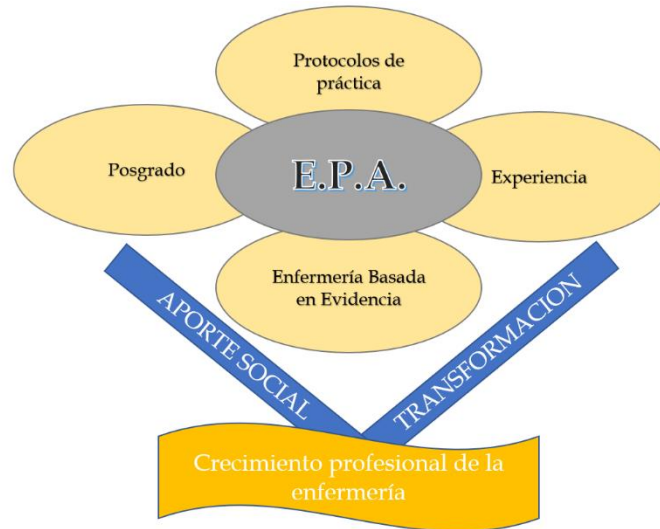 Protocolos de
práctica
Posgrado
E.P.A.
Experiencia
Enfermería Basada
en Evidencia
APORTE SOCIAL
TRANSFORMACION
Crecimiento profesional de la
enfermería